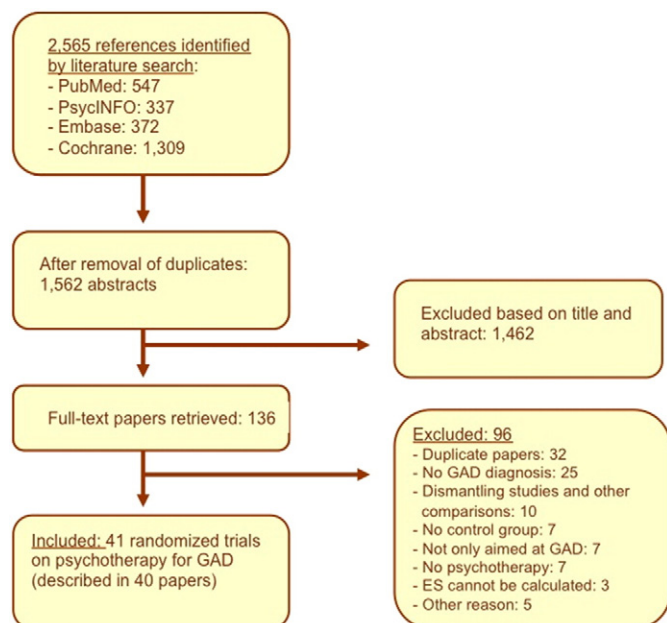 2,565 references identified
by literature search:
- PubMed: 547
- PsycINFO: 337
- Embase: 372
- Cochrane: 1,309
After removal of duplicates:
1,562 abstracts
Excluded based on title and
abstract: 1,462
Full-text papers retrieved: 136
Excluded: 96
- Duplicate papers: 32
- No GAD diagnosis: 25
- Dismantling studies and other
comparisons: 10
- No control group: 7
- Not only aimed at GAD: 7
- No psychotherapy: 7
- ES cannot be calculated: 3
- Other reason: 5
Included: 41 randomized trials
on psychotherapy for GAD
(described in 40 papers)